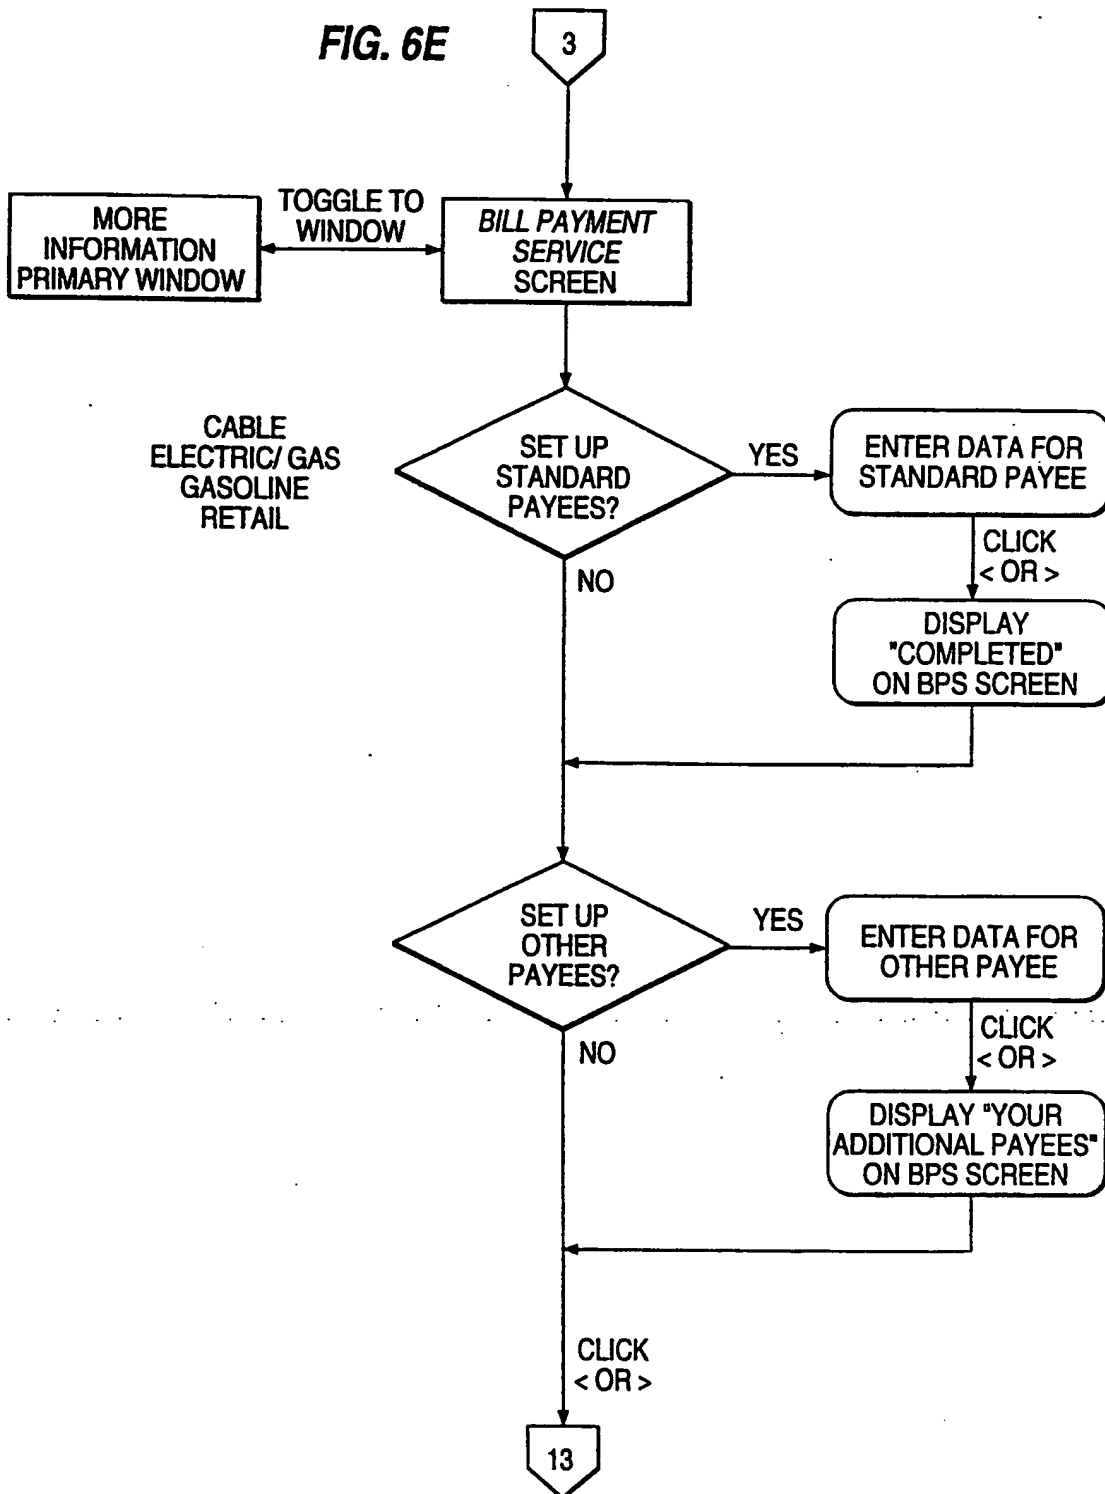 FIG. 6E
3
MORE
INFORMATION
PRIMARY WINDOW
TOGGLE TO
WINDOW
BILL PAYMENT
SERVICE
SCREEN
CABLE
ELECTRIC/ GAS
GASOLINE
RETAIL
SET UP
STANDARD
PAYEES?
YES
ENTER DATA FOR
STANDARD PAYEE
CLICK
< OR >
NO
DISPLAY
"COMPLETED"
ON BPS SCREEN
SET UP
OTHER
PAYEES?
YES
ENTER DATA FOR
OTHER PAYEE
CLICK
< OR >
NO
DISPLAY "YOUR
ADDITIONAL PAYEES"
ON BPS SCREEN
CLICK
< OR >
13